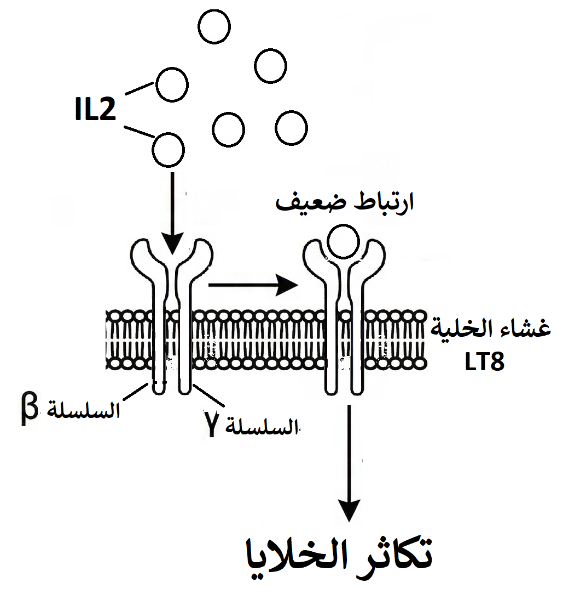 IL2
ارتباط ضعيف
غشاء الخلية
LT8
السلسلة β
السلسلة γ
تكاثر الخلايا